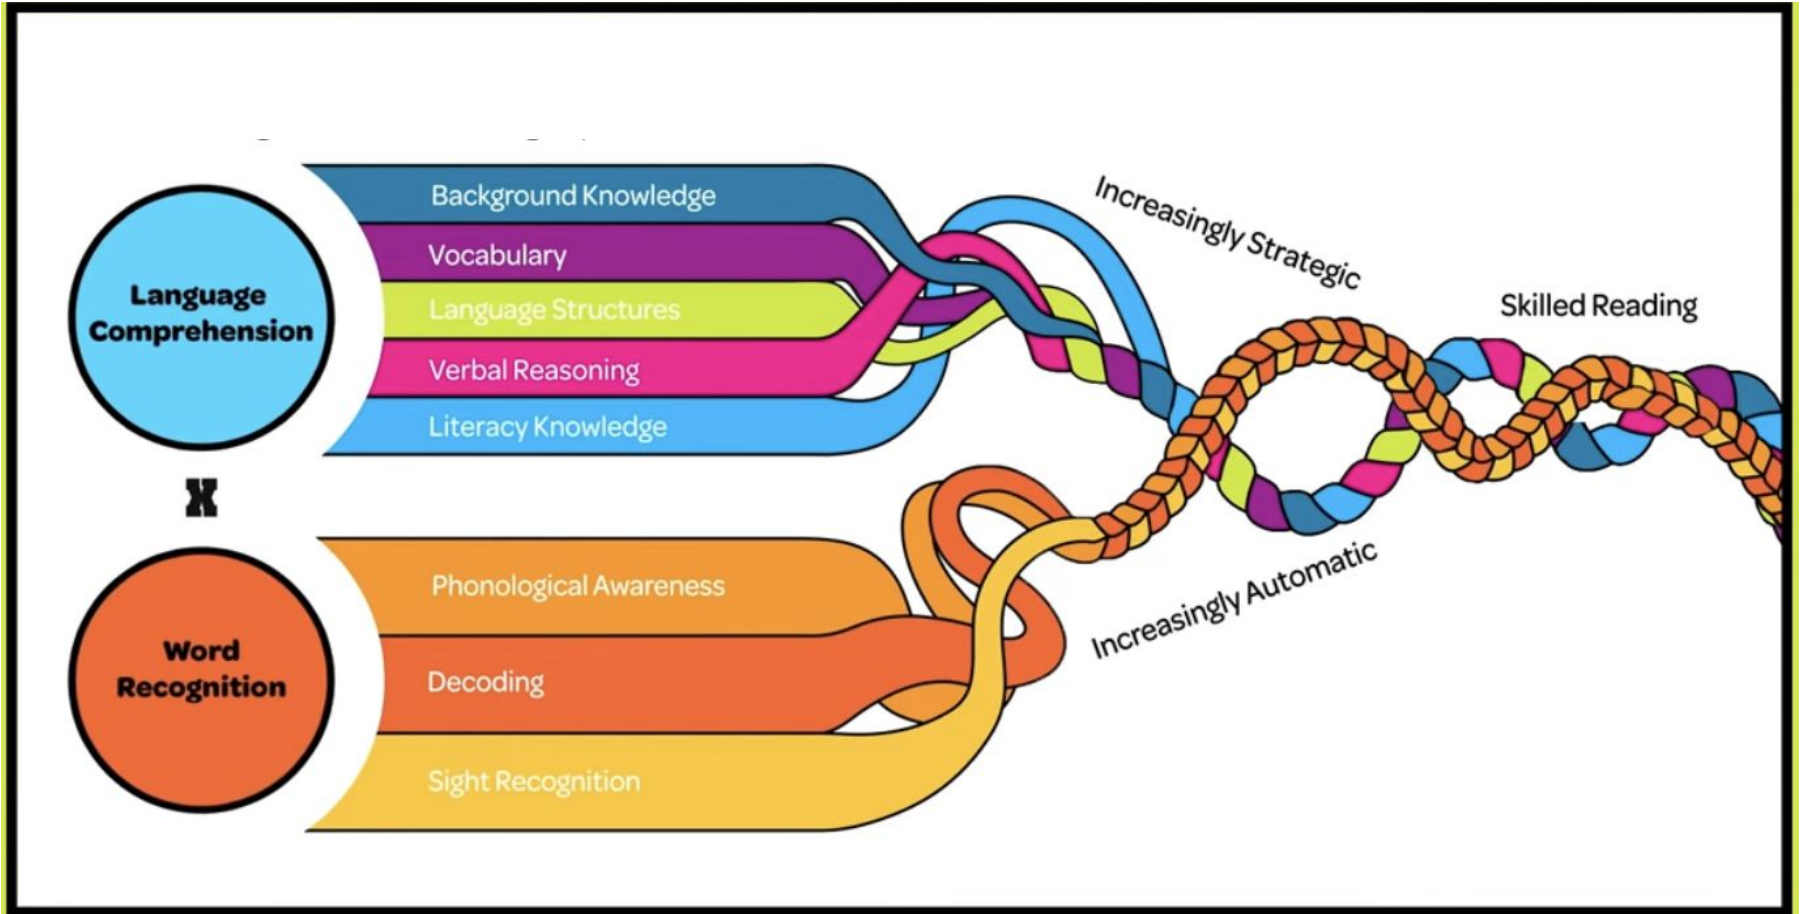 Language
Comprehension
Background Knowledge
Vocabulary
Language Structures
Verbal Reasoning
Literacy Knowledge
X
Word
Recognition
Phonological Awareness
Decoding
Sight Recognition
Increasingly Strategic
Skilled Reading
Increasingly Automatic